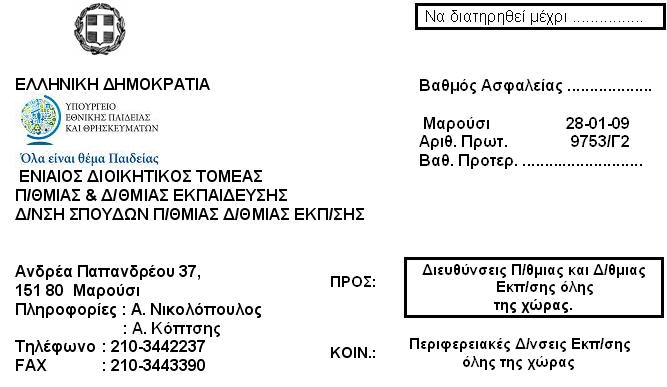 Να διατηρηθεί μέχρι ................
ΕΛΛΗΝΙΚΗ ΔΗΜΟΚΡΑΤΙΑ
ΥΠΟΥΡΓΕΙΟ
ΕΘΝΙΚΗΣ ΠΑΙΔΕΙΑΣ
ΚΑΙ ΘΡΗΣΚΕΥΜΑΤΩΝ
Όλα είναι θέμα Παιδείας
ΕΝΙΑΙΟΣ ΔΙΟΙΚΗΤΙΚΟΣ ΤΟΜΕΑΣ
Π/ΘΜΙΑΣ & Δ/ΘΜΙΑΣ ΕΚΠΑΙΔΕΥΣΗΣ
Δ/ΝΣΗ ΣΠΟΥΔΩΝ Π/ΘΜΙΑΣ Δ/ΘΜΙΑΣ ΕΚΠ/ΣΗΣ
Βαθμός Ασφαλείας ...................
Μαρούσι 28-01-09
Αριθ. Πρωτ. 9753/Γ2
Βαθ. Προτερ. ...........................
Ανδρέα Παπανδρέου 37,
151 80 Μαρούσι
Πληροφορίες : Α. Νικολόπουλος
: Α. Κόπτσης
Τηλέφωνο : 210-3442237
FAX : 210-3443390
ΠΡΟΣ:
Διευθύνσεις Π/θμιας και Δ/θμιας
Εκπ/σης όλης
της χώρας.
ΚΟΙΝ.:
Περιφερειακές Δ/νσεις Εκπ/σης
όλης της χώρας